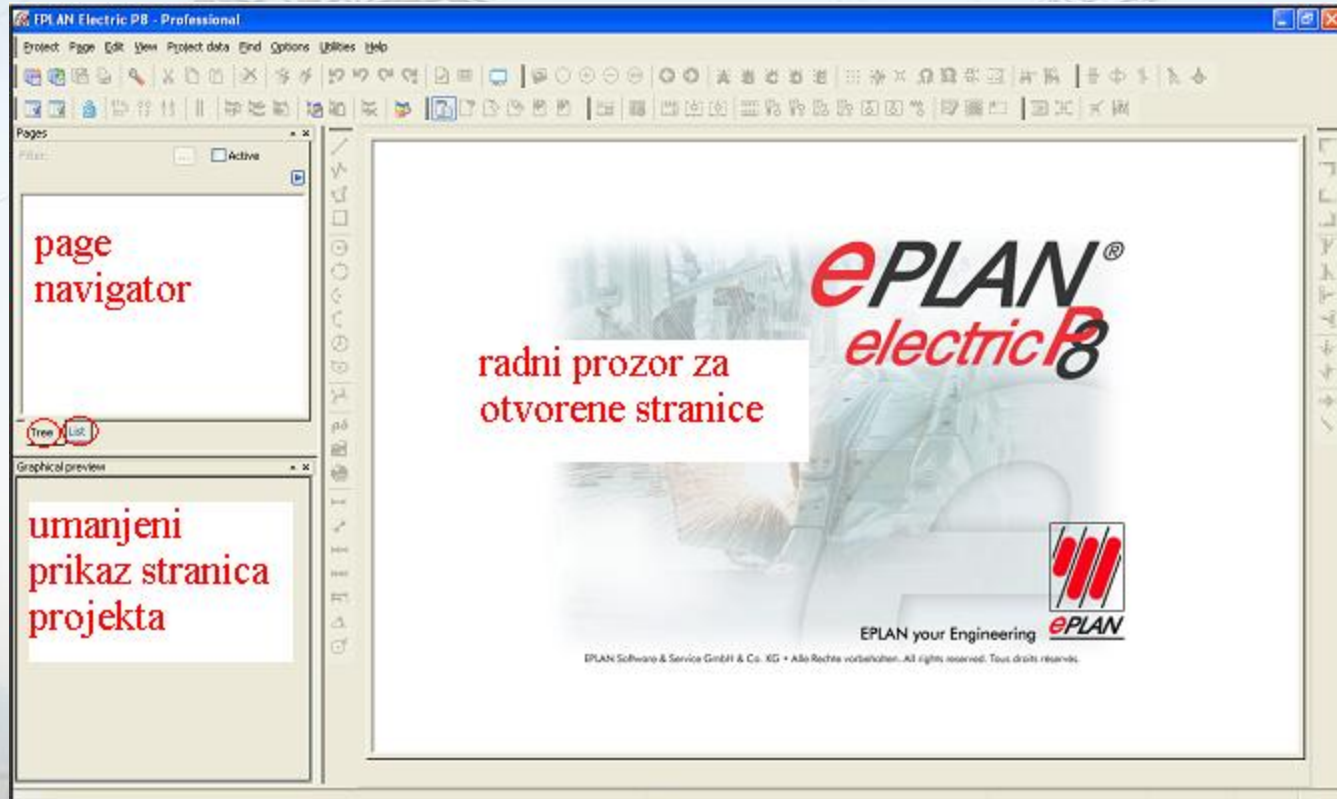 EPLAN Electric P8 - Professional
Project Page Edit View Project data Find Options Utilities Help
Pages
Filter: ... Active
page
navigator
Tree List
Graphical preview
umanjeni
prikaz stranica
projekta
ePLAN®
electric P8
radni prozor za
otvorene stranice
EPLAN your Engineering
ePLAN
EPLAN Software & Service GmbH & Co. KG • Alle Rechte vorbehalten. All rights reserved. Tous droits réservés.